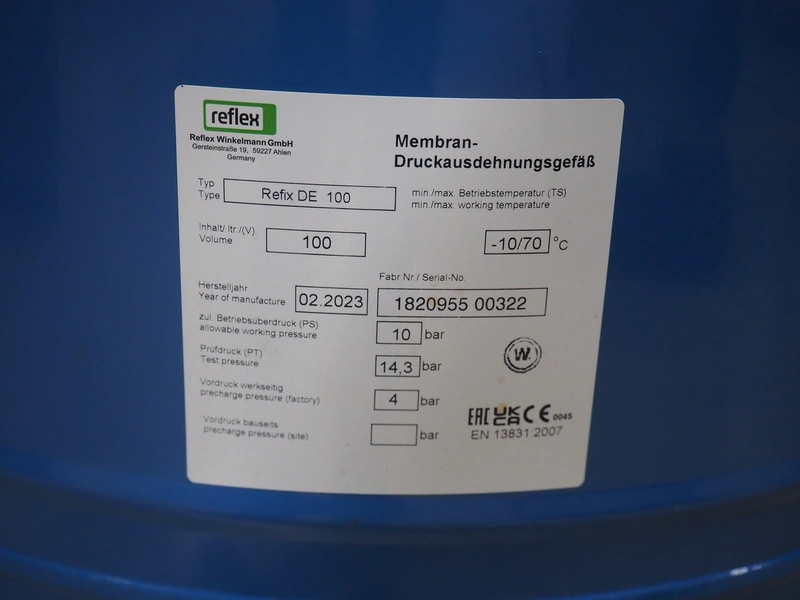 reflex
Reflex Winkelmann GmbH
Gersteinstraße 19, 59227 Ahlen
Germany
Membran-
Druckausdehnungsgefäß
Typ
Type
Refix DE 100
min./max. Betriebstemperatur (TS)
min./max. working temperature
Inhalt/ ltr./(V)
Volume
100
-10/70 °C
Fabr.Nr / Serial-No.
Herstelljahr
Year of manufacture
02.2023
1820955 00322
zul. Betriebsüberdruck (PS)
allowable working pressure
10 bar
Prüfdruck (PT)
Test pressure
14,3 bar
W.
Vordruck werkseitig
precharge pressure (factory)
4 bar
Vordruck bauseits
precharge pressure (site)
bar
EAC UKCA CE 0045
EN 13831:2007